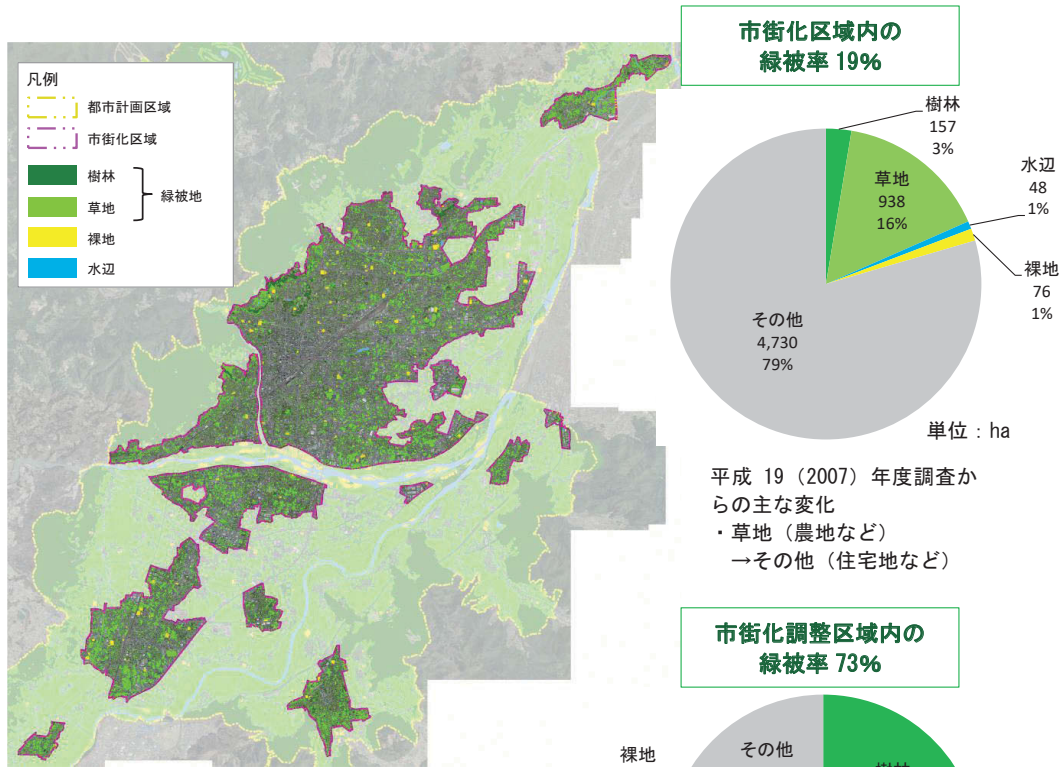 凡例
都市計画区域
市街化区域
樹林
草地
緑被地
裸地
水辺
市街化区域内の
緑被率 19%
樹林
157
3%
草地
938
16%
水辺
48
1%
裸地
76
1%
その他
4,730
79%
単位：ha
平成 19（2007）年度調査か
らの主な変化
・草地（農地など）
→その他（住宅地など）
市街化調整区域内の
緑被率 73%
裸地
その他
樹林